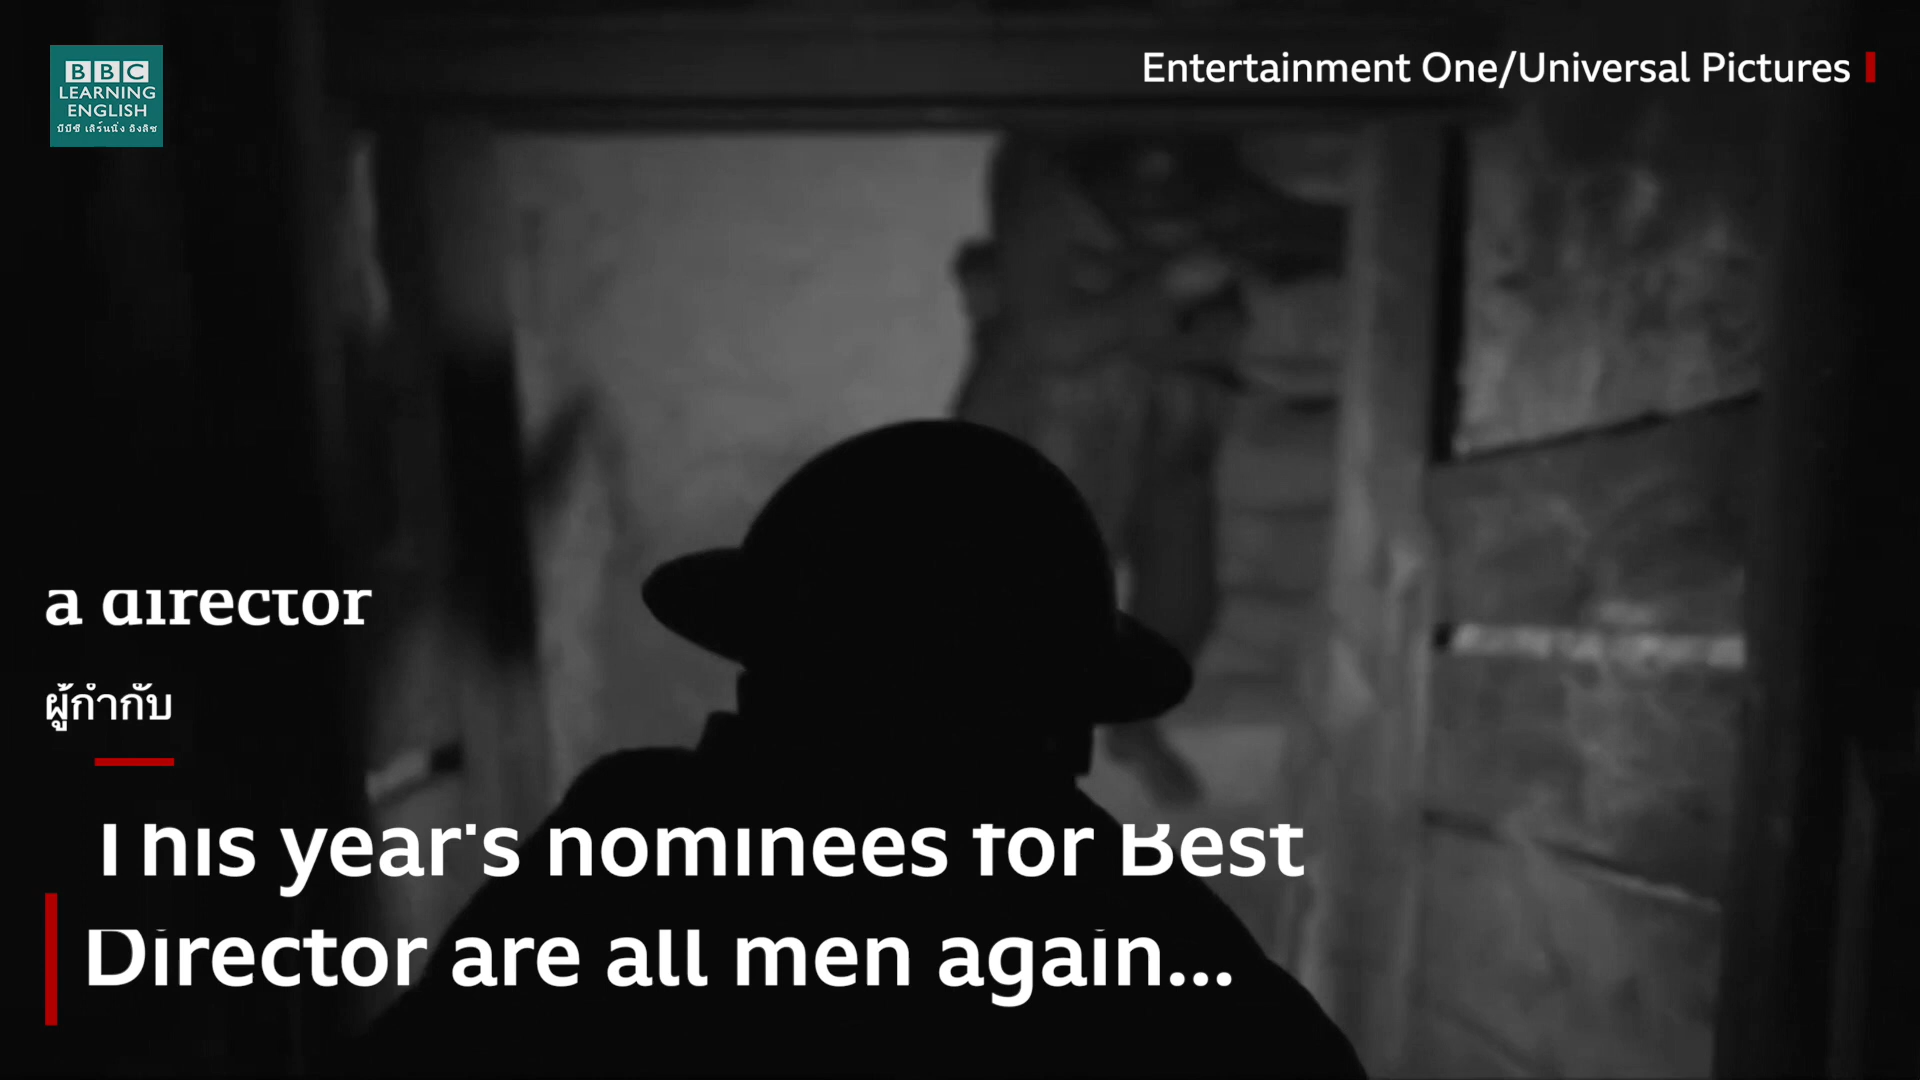 BBC
LEARNING
ENGLISH
บีบีซี เลิร์นนิ่ง อิงลิช
Entertainment One/Universal Pictures
a director
ผู้กำกับ
This year's nominees for Best
Director are all men again...